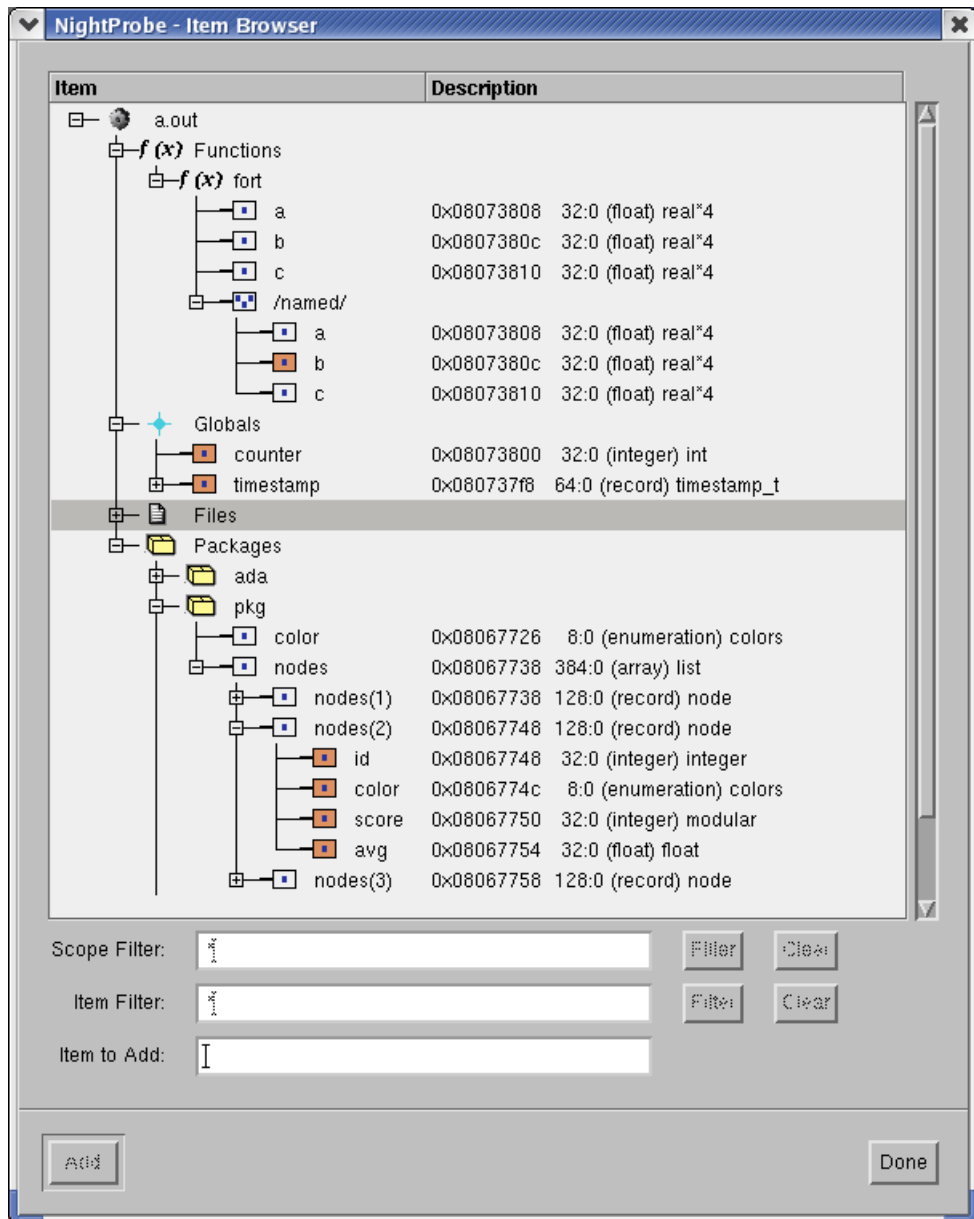 NightProbe - Item Browser
Item Description
a.out
f (x) Functions
f (x) fort
a 0x08073808 32:0 (float) real*4
b 0x0807380c 32:0 (float) real*4
c 0x08073810 32:0 (float) real*4
/named/
a 0x08073808 32:0 (float) real*4
b 0x0807380c 32:0 (float) real*4
c 0x08073810 32:0 (float) real*4
Globals
counter 0x08073800 32:0 (integer) int
timestamp 0x080737f8 64:0 (record) timestamp_t
Files
Packages
ada
pkg
color 0x08067726 8:0 (enumeration) colors
nodes 0x08067738 384:0 (array) list
nodes(1) 0x08067738 128:0 (record) node
nodes(2) 0x08067748 128:0 (record) node
id 0x08067748 32:0 (integer) integer
color 0x0806774c 8:0 (enumeration) colors
score 0x08067750 32:0 (integer) modular
avg 0x08067754 32:0 (float) float
nodes(3) 0x08067758 128:0 (record) node
Scope Filter: * Filter Clear
Item Filter: * Filter Clear
Item to Add:
Add Done